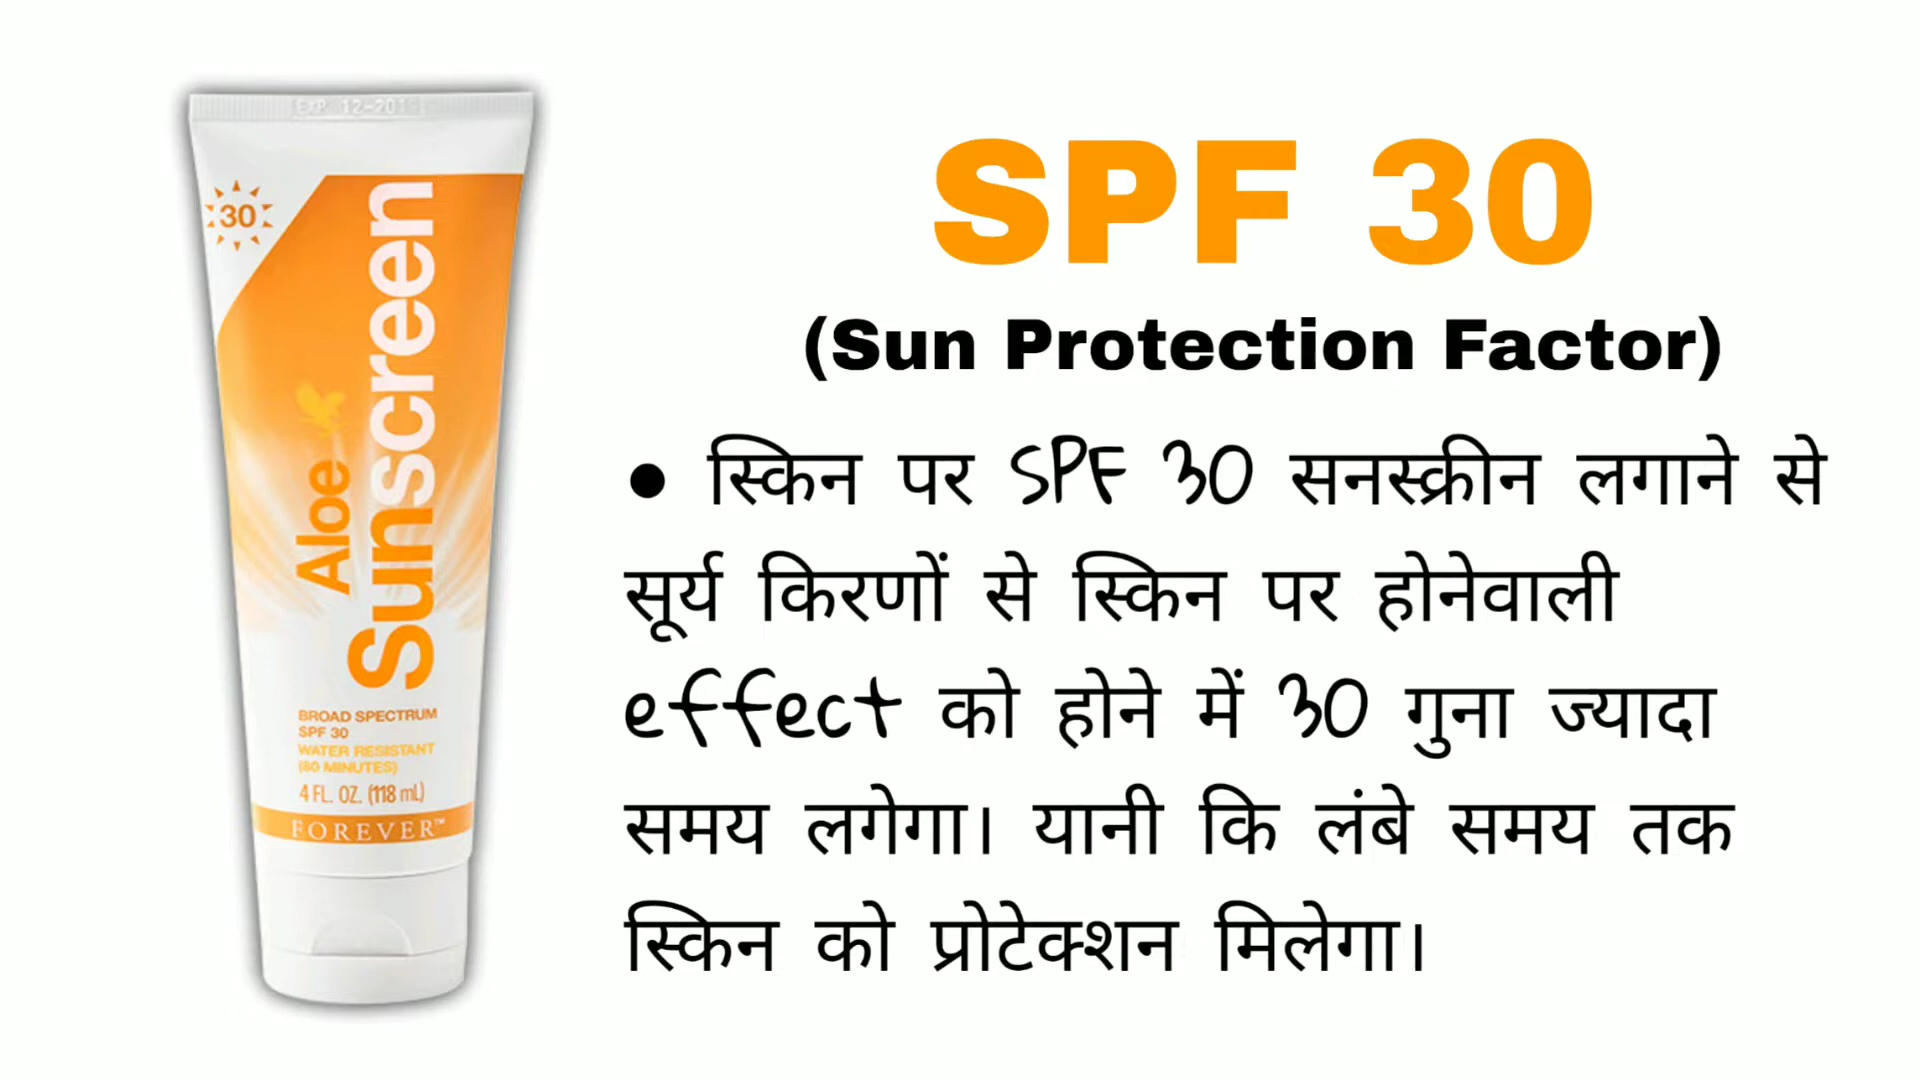 30
Aloe
Sunscreen
BROAD SPECTRUM
SPF 30
WATER RESISTANT
(80 MINUTES)
4 FL. OZ. (118 mL)
FOREVER™
SPF 30
(Sun Protection Factor)
● स्किन पर SPF 30 सनस्क्रीन लगाने से
सूर्य किरणों से स्किन पर होनेवाली
effect को होने में 30 गुना ज्यादा
समय लगेगा। यानी कि लंबे समय तक
स्किन को प्रोटेक्शन मिलेगा।